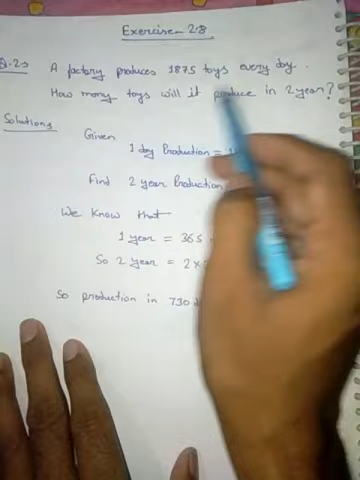 Exercise - 2.8
Q.2> A factory produces 1875 toys every day.
How many toys will it produce in 2 year?
Solution:
Given
1 day Production =
Find 2 year Production
We Know that
1 year = 365
So 2 year = 2 ×
So production in 730